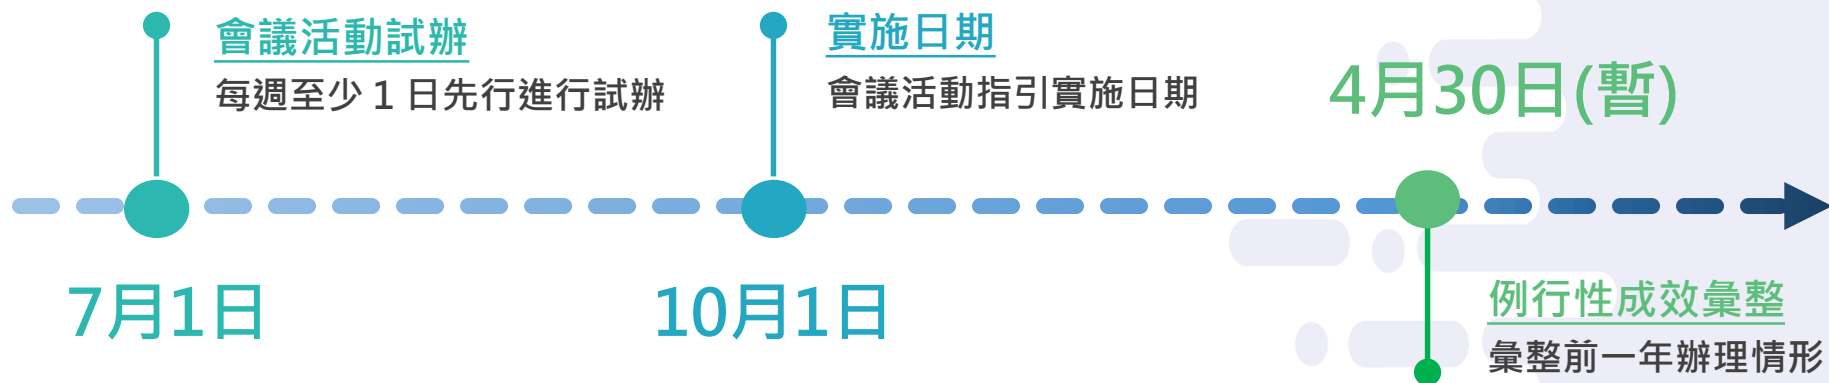 會議活動試辦
每週至少 1 日先行進行試辦
7月1日
實施日期
會議活動指引實施日期
10月1日
4月30日(暫)
例行性成效彙整
彙整前一年辦理情形